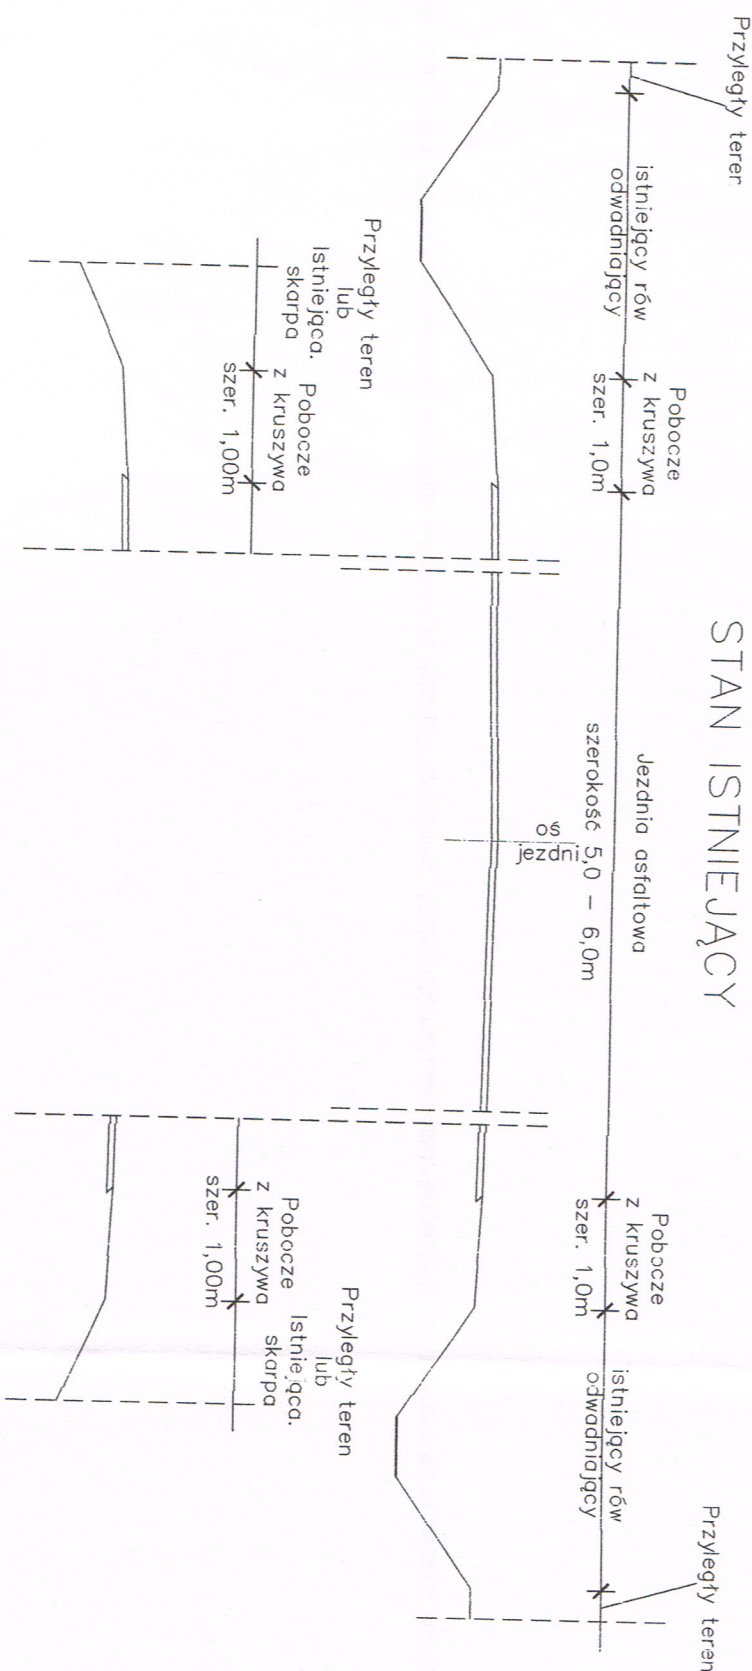 STAN ISTNIEJĄCY
Przyległy teren
istniejący rów
odwadniający
Pobocze
z kruszywa
szer. 1,0m
Jezdnia asfaltowa
szerokość 5,0 – 6,0m
oś
jezdni
Pobocze
z kruszywa
szer. 1,0m
istniejący rów
odwadniający
Przyległy teren
Przyległy teren
lub
Istniejąca.
skarpa
Pobocze
z kruszywa
szer. 1,00m
Pobocze
z kruszywa
szer. 1,00m
Przyległy teren
lub
Istniejąca.
skarpa